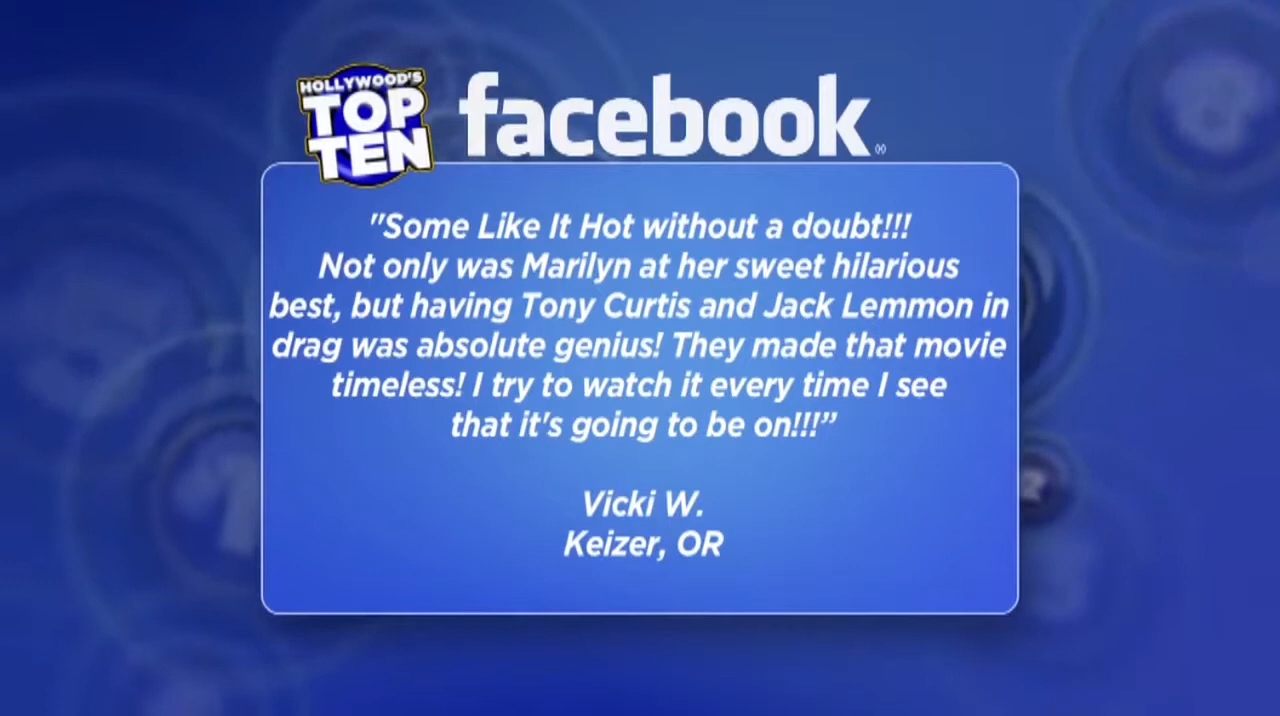 HOLLYWOOD'S
TOP
TEN
facebook®
"Some Like It Hot without a doubt!!!
Not only was Marilyn at her sweet hilarious
best, but having Tony Curtis and Jack Lemmon in
drag was absolute genius! They made that movie
timeless! I try to watch it every time I see
that it's going to be on!!!”
Vicki W.
Keizer, OR